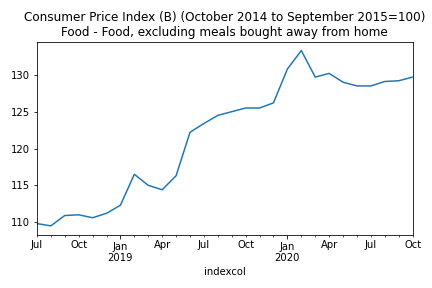 Consumer Price Index (B) (October 2014 to September 2015=100)
Food - Food, excluding meals bought away from home
130
125
120
115
110
Jul Oct Jan Apr Jul Oct Jan Apr Jul Oct
2019 2020
indexcol